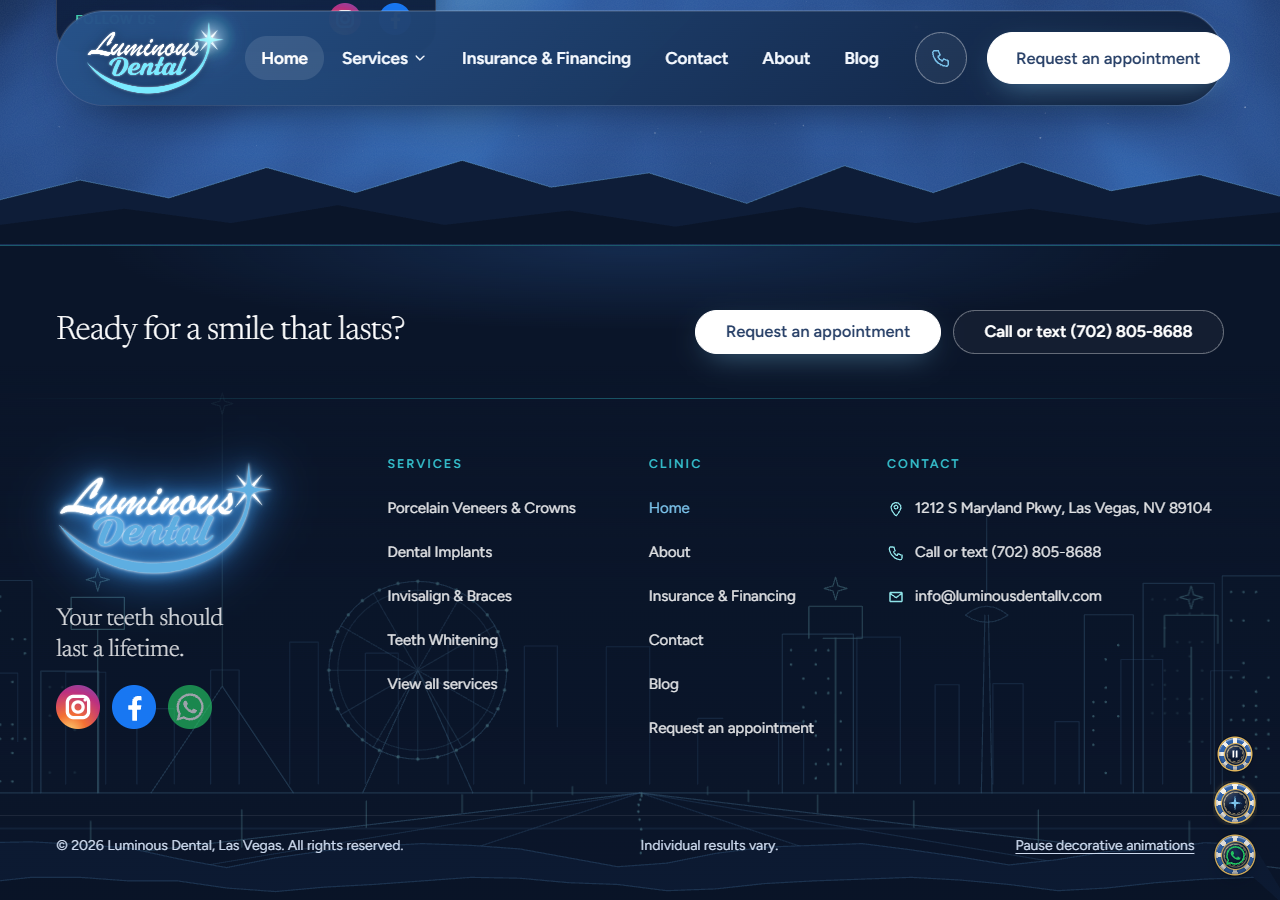 FOLLOW US
Luminous
Dental
Home
Services
Insurance & Financing
Contact
About
Blog
Request an appointment
Ready for a smile that lasts?
Request an appointment
Call or text (702) 805-8688
Luminous
Dental
Your teeth should
last a lifetime.
SERVICES
Porcelain Veneers & Crowns
Dental Implants
Invisalign & Braces
Teeth Whitening
View all services
CLINIC
Home
About
Insurance & Financing
Contact
Blog
Request an appointment
CONTACT
1212 S Maryland Pkwy, Las Vegas, NV 89104
Call or text (702) 805-8688
info@luminousdentallv.com
© 2026 Luminous Dental, Las Vegas. All rights reserved.
Individual results vary.
Pause decorative animations